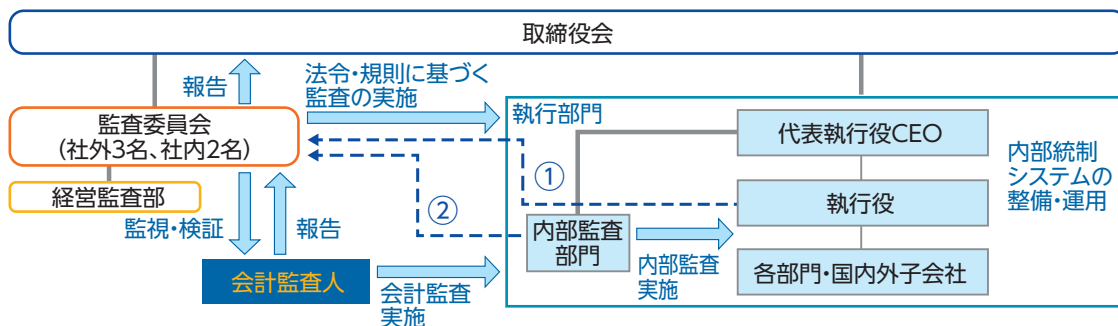 取締役会
報告
法令・規則に基づく
監査の実施
監査委員会
(社外3名、社内2名)
経営監査部
監視・検証
報告
会計監査人
会計監査
実施
執行部門
①
②
代表執行役CEO
執行役
各部門・国内外子会社
内部監査
部門
内部監査
実施
内部統制
システムの
整備・運用